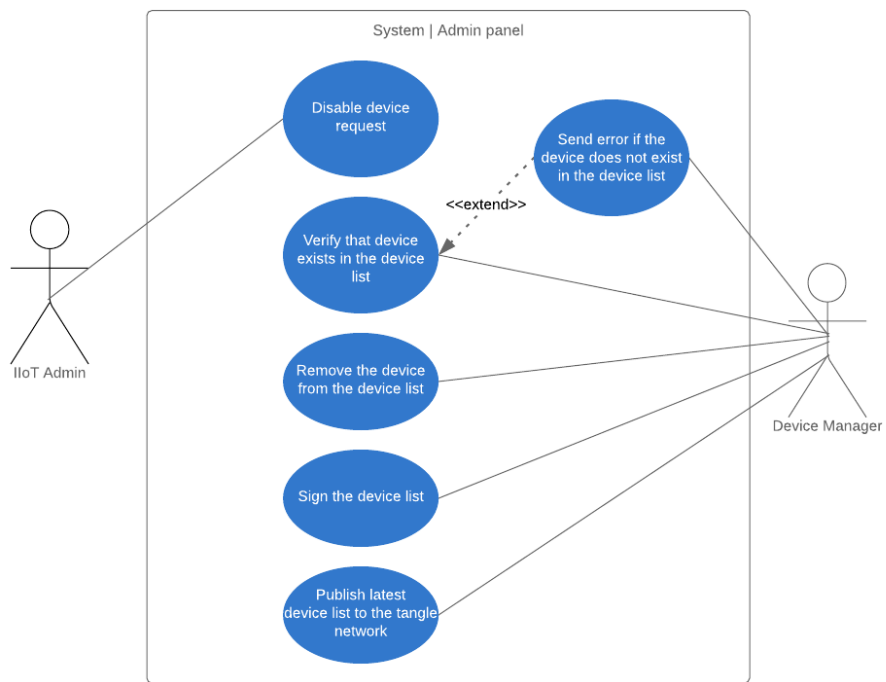 System | Admin panel
Disable device
request
Send error if the
device does not exist
in the device list
<<extend>>
Verify that device
exists in the device
list
IIoT Admin
Remove the device
from the device list
Device Manager
Sign the device list
Publish latest
device list to the tangle
network